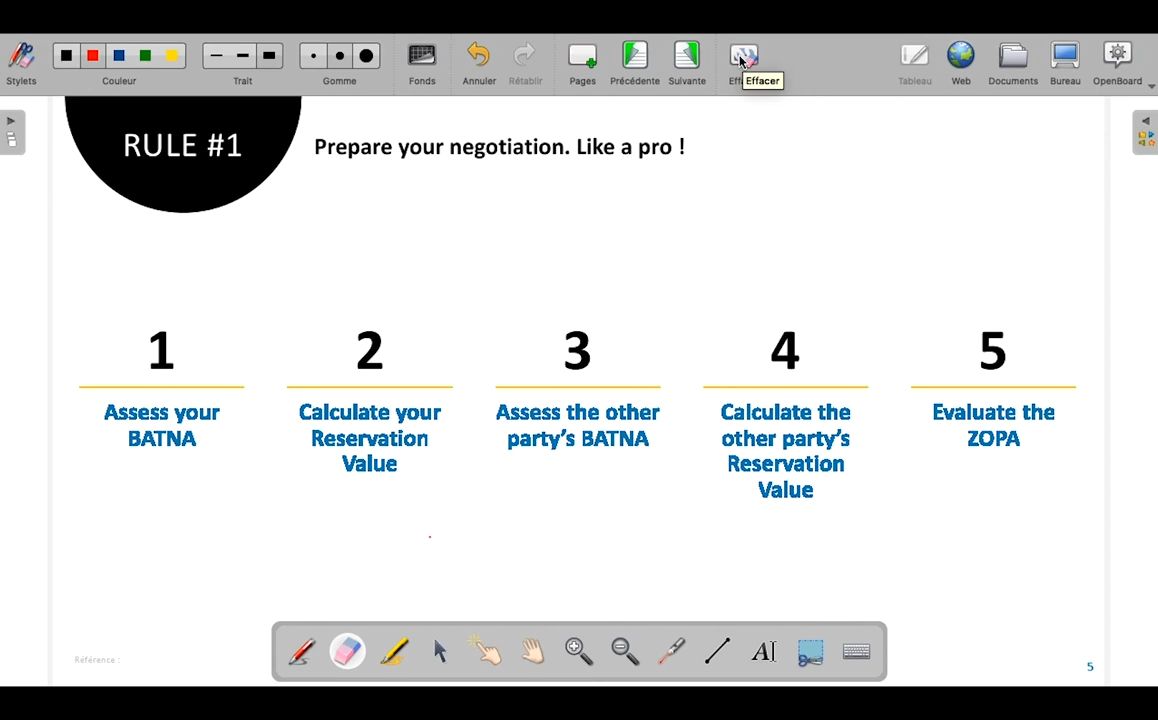 Stylets
Couleur
Trait
Gomme
Fonds
Annuler
Rétablir
Pages
Précédente
Suivante
Effacer
Tableau
Web
Documents
Bureau
OpenBoard
RULE #1
Prepare your negotiation. Like a pro !
1
Assess your
BATNA
2
Calculate your
Reservation
Value
3
Assess the other
party's BATNA
4
Calculate the
other party's
Reservation
Value
5
Evaluate the
ZOPA
AI
Référence :
5